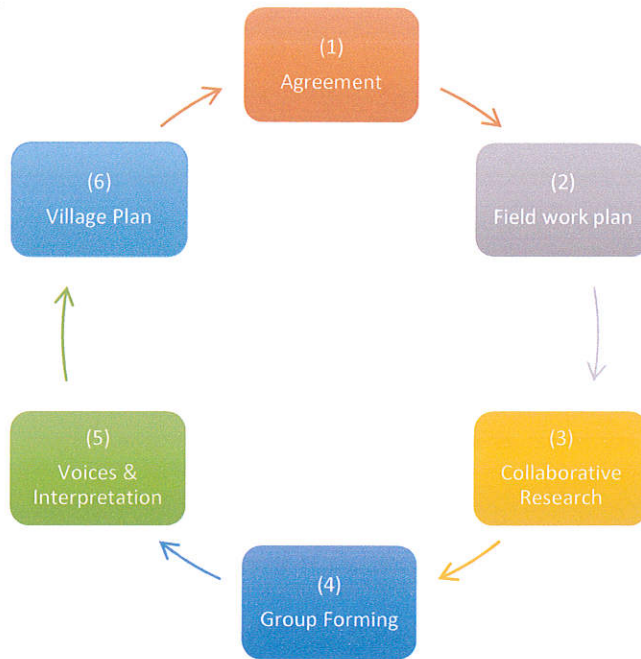 (1)
Agreement
(2)
Field work plan
(3)
Collaborative
Research
(4)
Group Forming
(5)
Voices &
Interpretation
(6)
Village Plan